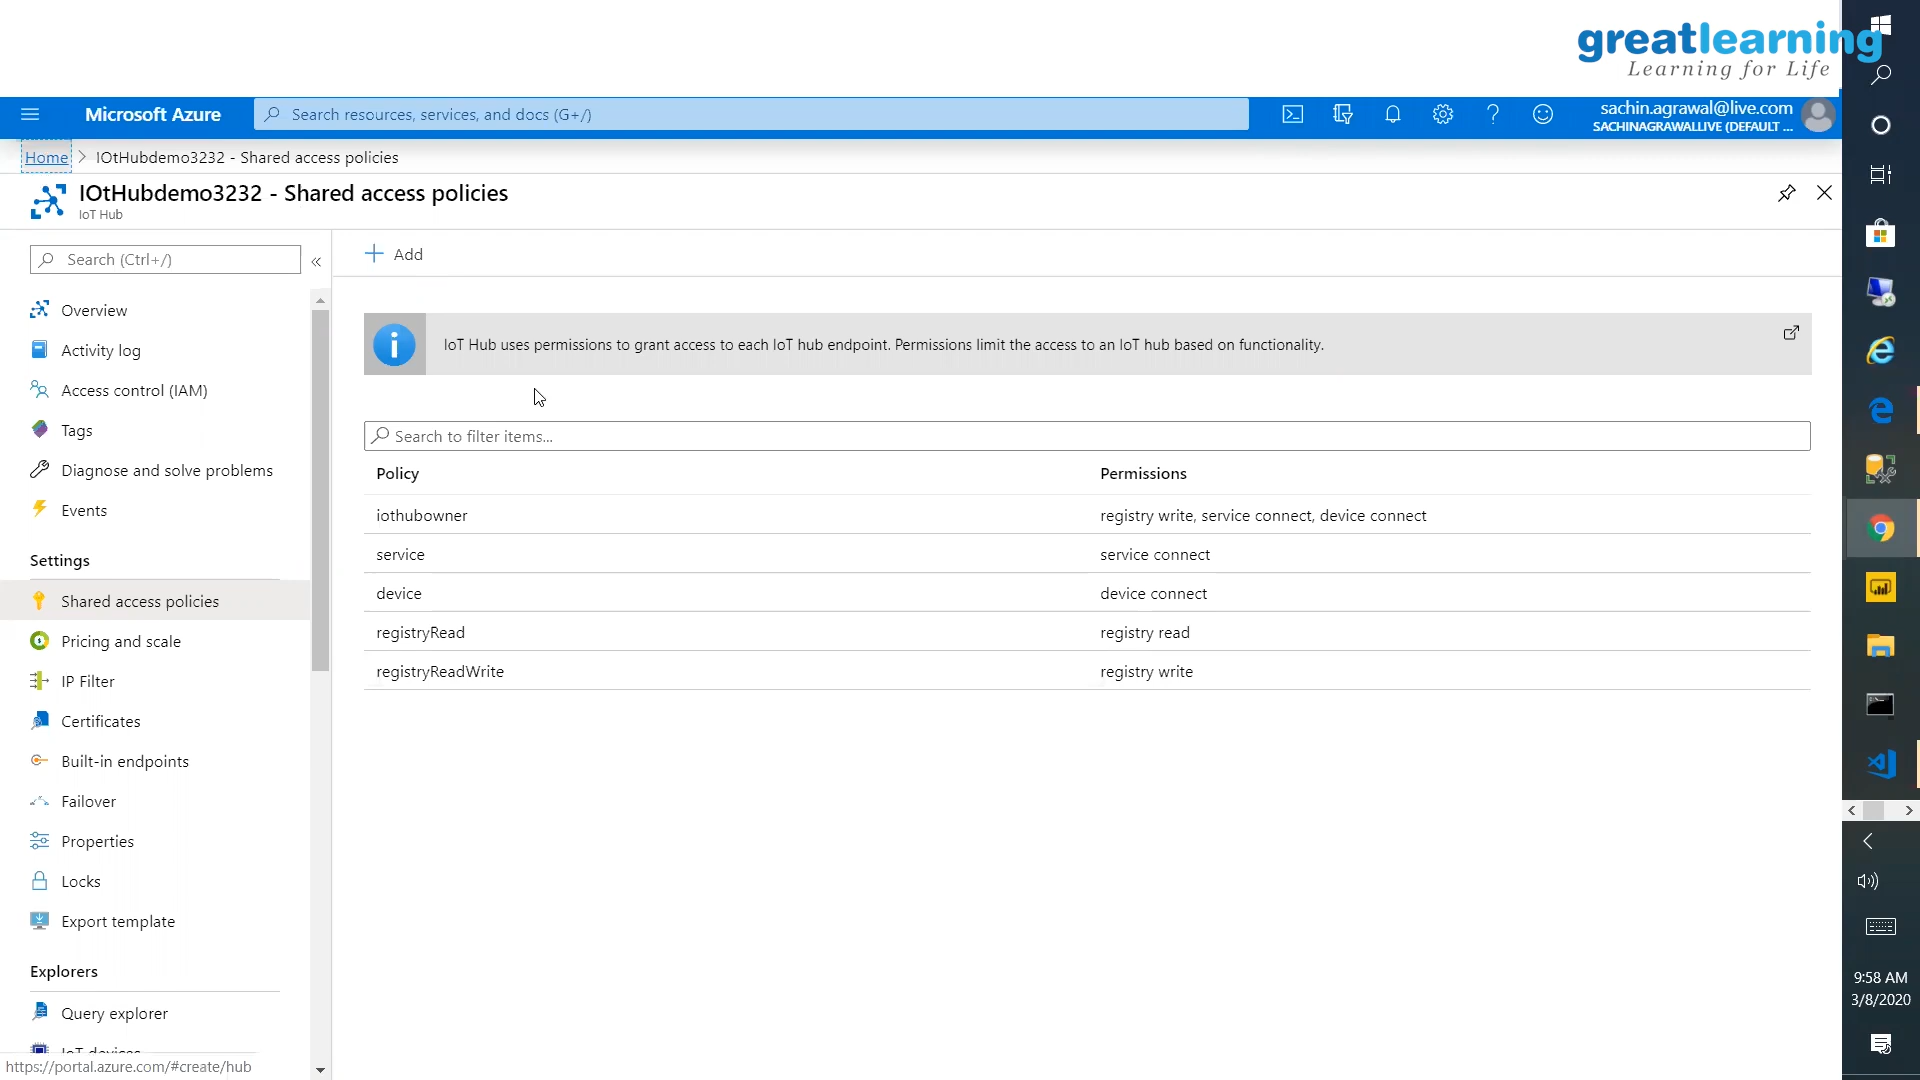 greatlearning
Learning for Life
Microsoft Azure
Search resources, services, and docs (G+/)
sachin.agrawal@live.com
SACHINAGRAWALLIVE (DEFAULT ...
Home > IOtHubdemo3232 - Shared access policies
IOtHubdemo3232 - Shared access policies
IoT Hub
Search (Ctrl+/)
«
Overview
Activity log
Access control (IAM)
Tags
Diagnose and solve problems
Events
Settings
Shared access policies
Pricing and scale
IP Filter
Certificates
Built-in endpoints
Failover
Properties
Locks
Export template
Explorers
Query explorer
IoT devices
https://portal.azure.com/#create/hub
Add
IoT Hub uses permissions to grant access to each IoT hub endpoint. Permissions limit the access to an IoT hub based on functionality.
Search to filter items...
Policy Permissions
iothubowner registry write, service connect, device connect
service service connect
device device connect
registryRead registry read
registryReadWrite registry write
9:58 AM
3/8/2020